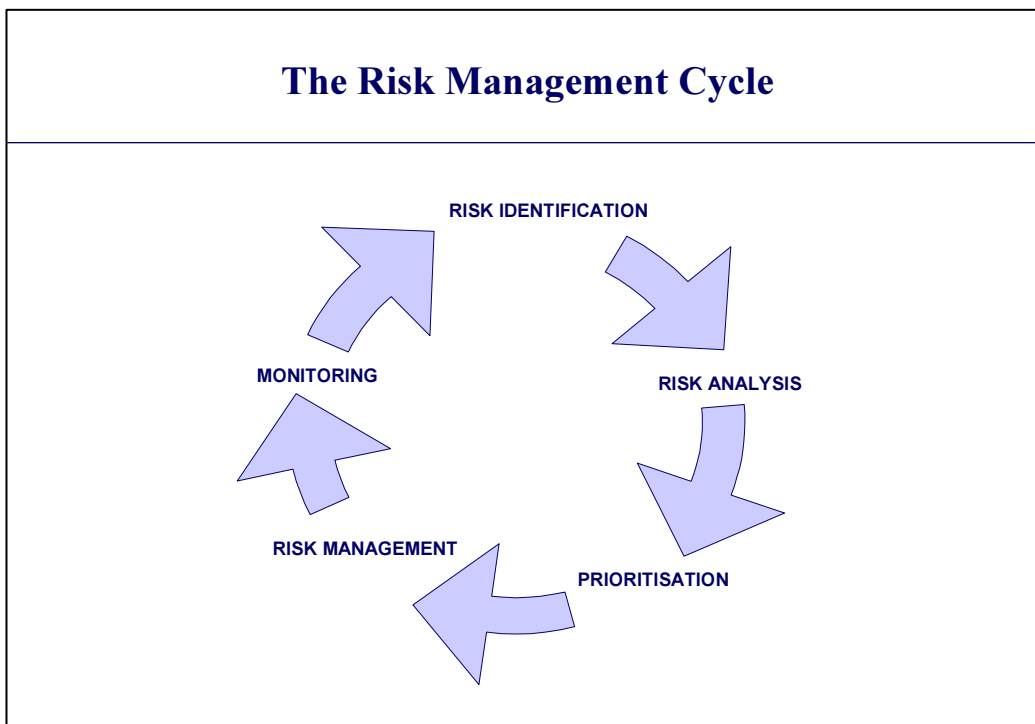 The Risk Management Cycle
RISK IDENTIFICATION
RISK ANALYSIS
PRIORITISATION
RISK MANAGEMENT
MONITORING